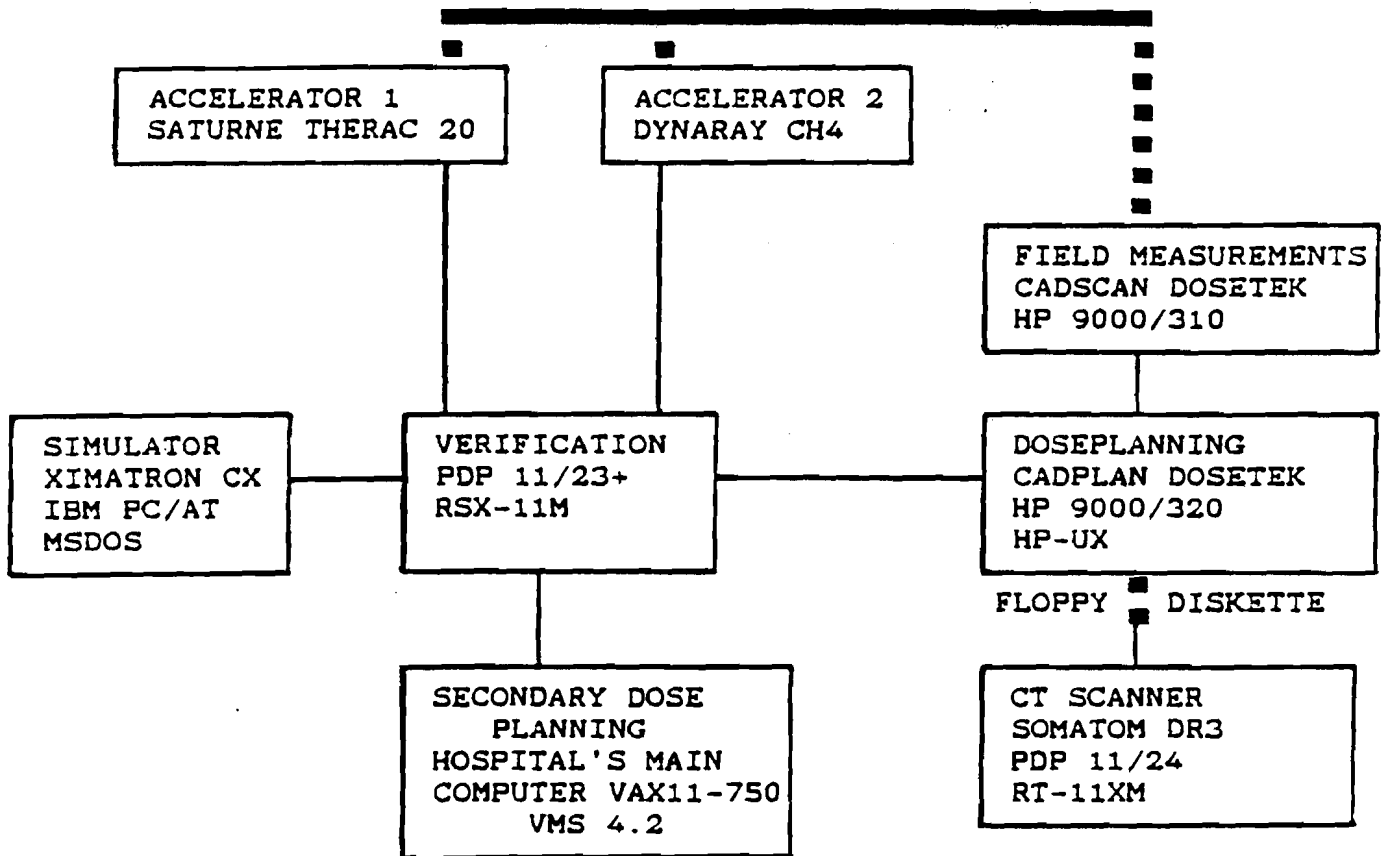 ACCELERATOR 1
SATURNE THERAC 20
ACCELERATOR 2
DYNARAY CH4
FIELD MEASUREMENTS
CADSCAN DOSETEK
HP 9000/310
SIMULATOR
XIMATRON CX
IBM PC/AT
MSDOS
VERIFICATION
PDP 11/23+
RSX-11M
DOSEPLANNING
CADPLAN DOSETEK
HP 9000/320
HP-UX
FLOPPY DISKETTE
SECONDARY DOSE
PLANNING
HOSPITAL'S MAIN
COMPUTER VAX11-750
VMS 4.2
CT SCANNER
SOMATOM DR3
PDP 11/24
RT-11XM